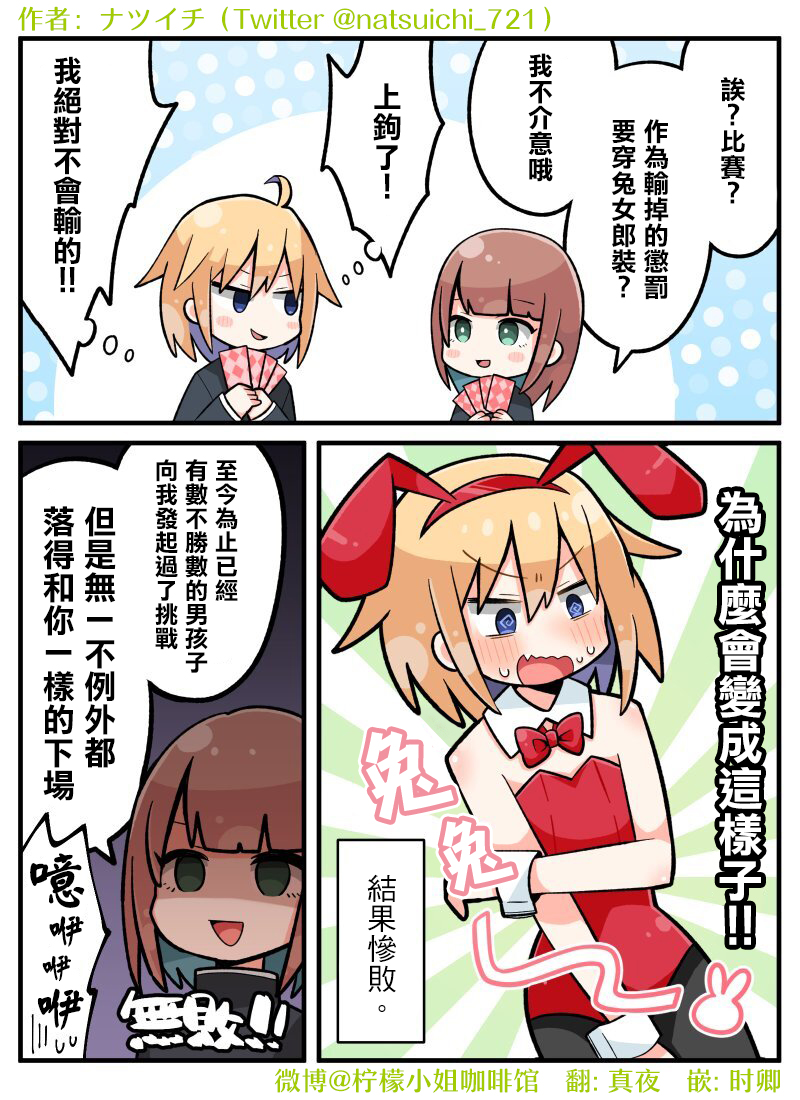 作者：ナツイチ（Twitter @natsuichi_721）
誒？比賽？
作為輸掉的懲罰
要穿兔女郎裝？
我不介意哦
上鉤了！
我絕對不會輸的!!
為什麼會變成這樣子!!
兔
兔
結果慘敗。
至今為止已經
有數不勝數的男孩子
向我發起過了挑戰
但是無一不例外都
落得和你一樣的下場
噫
咿
咿
咿
無敗!!
微博@柠檬小姐咖啡馆 翻: 真夜 嵌: 时卿